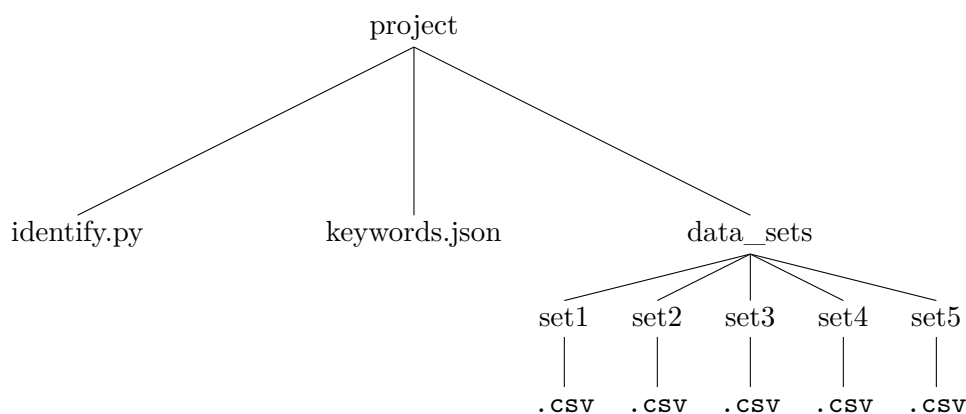 project
identify.py keywords.json data_sets
set1 set2 set3 set4 set5
.csv .csv .csv .csv .csv